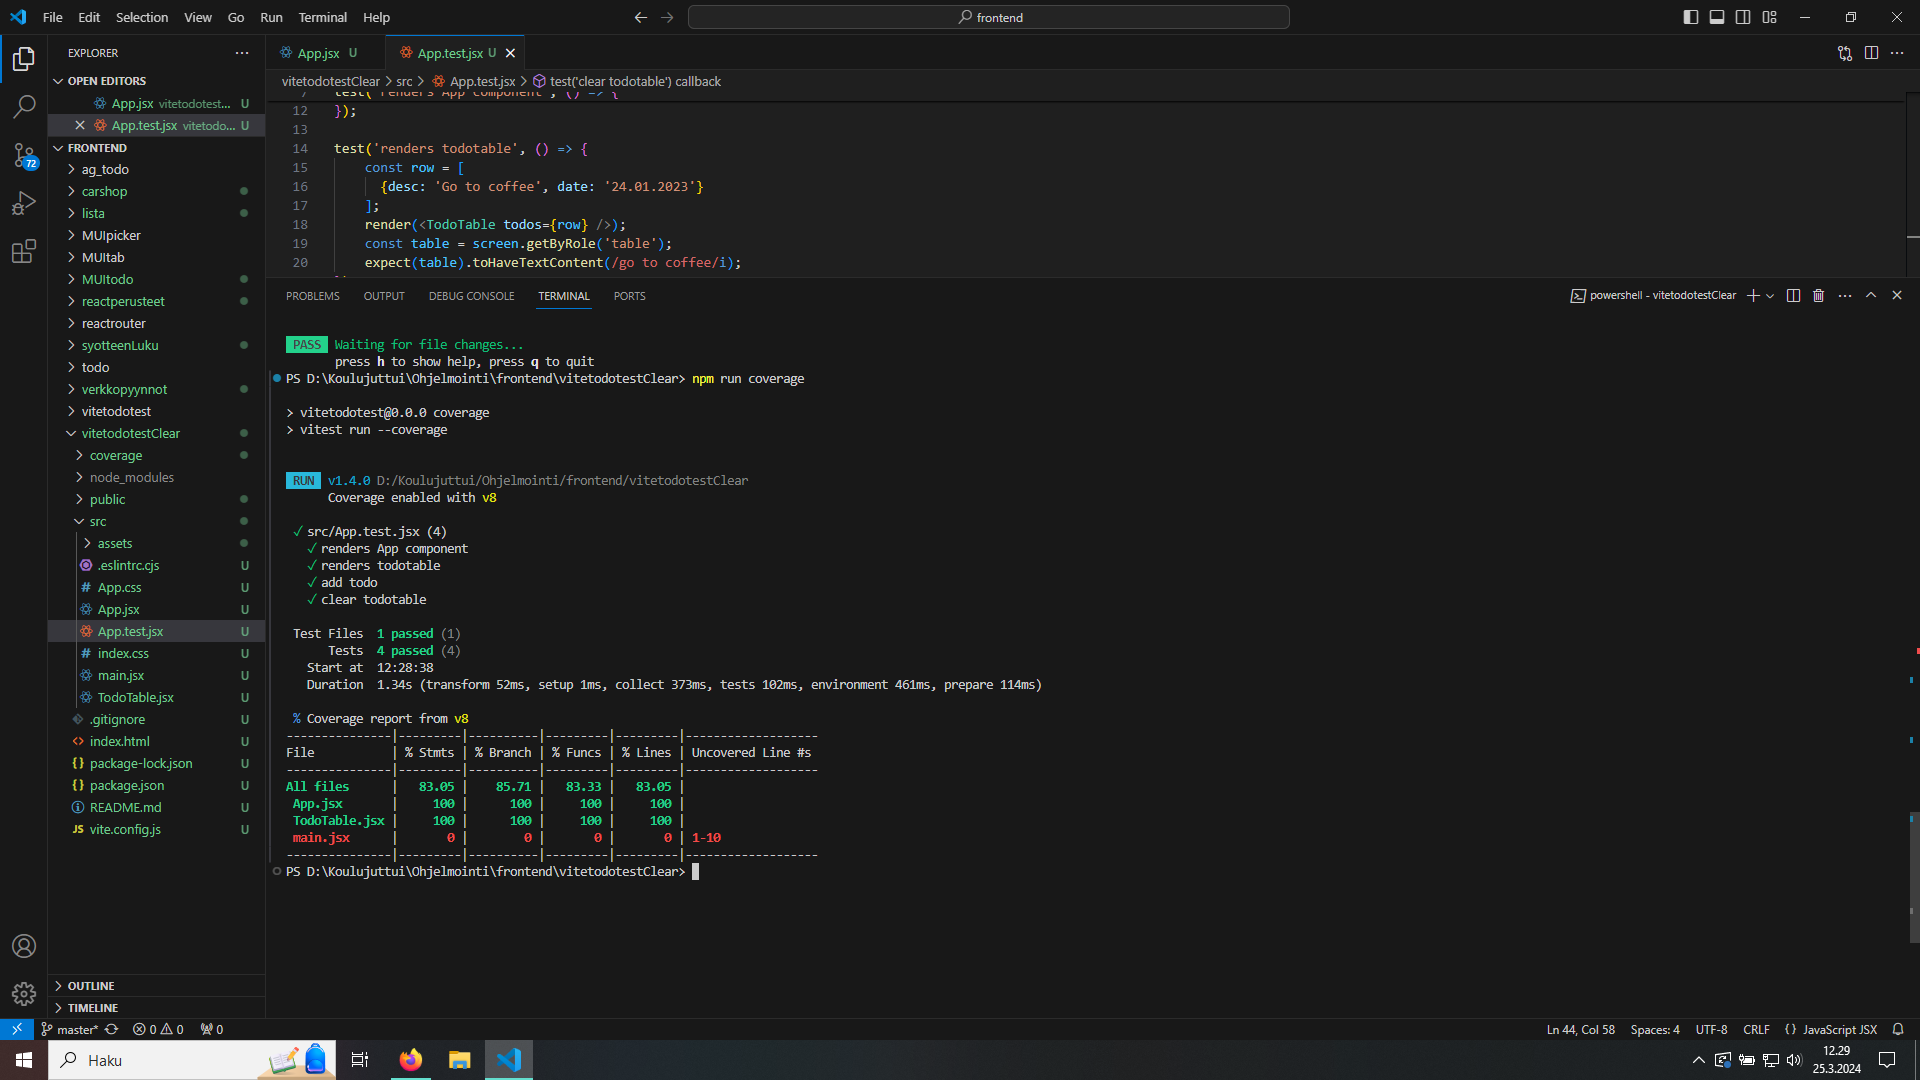 File Edit Selection View Go Run Terminal Help
frontend
EXPLORER
OPEN EDITORS
App.jsx vitetodotest... U
App.test.jsx vitetodo... U
FRONTEND
ag_todo
carshop
lista
MUIpicker
MUItab
MUItodo
reactperusteet
reactrouter
syotteenLuku
todo
verkkopyynnot
vitetodotest
vitetodotestClear
coverage
node_modules
public
src
assets
.eslintrc.cjs U
App.css U
App.jsx U
App.test.jsx U
index.css U
main.jsx U
TodoTable.jsx U
.gitignore U
index.html U
package-lock.json U
package.json U
README.md U
vite.config.js U
OUTLINE
TIMELINE
72
App.jsx U
App.test.jsx U
vitetodotestClear > src > App.test.jsx > test('clear todotable') callback
test('renders App component', () => {
12 });
13
14 test('renders todotable', () => {
15 const row = [
16 {desc: 'Go to coffee', date: '24.01.2023'}
17 ];
18 render(<TodoTable todos={row} />);
19 const table = screen.getByRole('table');
20 expect(table).toHaveTextContent(/go to coffee/i);
PROBLEMS OUTPUT DEBUG CONSOLE TERMINAL PORTS
powershell - vitetodotestClear
PASS Waiting for file changes...
press h to show help, press q to quit
PS D:\Koulujuttui\Ohjelmointi\frontend\vitetodotestClear> npm run coverage
> vitetodotest@0.0.0 coverage
> vitest run --coverage
RUN v1.4.0 D:/Koulujuttui/Ohjelmointi/frontend/vitetodotestClear
Coverage enabled with v8
✓ src/App.test.jsx (4)
✓ renders App component
✓ renders todotable
✓ add todo
✓ clear todotable
Test Files 1 passed (1)
Tests 4 passed (4)
Start at 12:28:38
Duration 1.34s (transform 52ms, setup 1ms, collect 373ms, tests 102ms, environment 461ms, prepare 114ms)
% Coverage report from v8
---------------|---------|----------|---------|---------|-------------------
File | % Stmts | % Branch | % Funcs | % Lines | Uncovered Line #s
---------------|---------|----------|---------|---------|-------------------
All files | 83.05 | 85.71 | 83.33 | 83.05 |
App.jsx | 100 | 100 | 100 | 100 |
TodoTable.jsx | 100 | 100 | 100 | 100 |
main.jsx | 0 | 0 | 0 | 0 | 1-10
---------------|---------|----------|---------|---------|-------------------
PS D:\Koulujuttui\Ohjelmointi\frontend\vitetodotestClear>
master* 0 0 0
Ln 44, Col 58 Spaces: 4 UTF-8 CRLF {} JavaScript JSX
Haku
12.29
25.3.2024